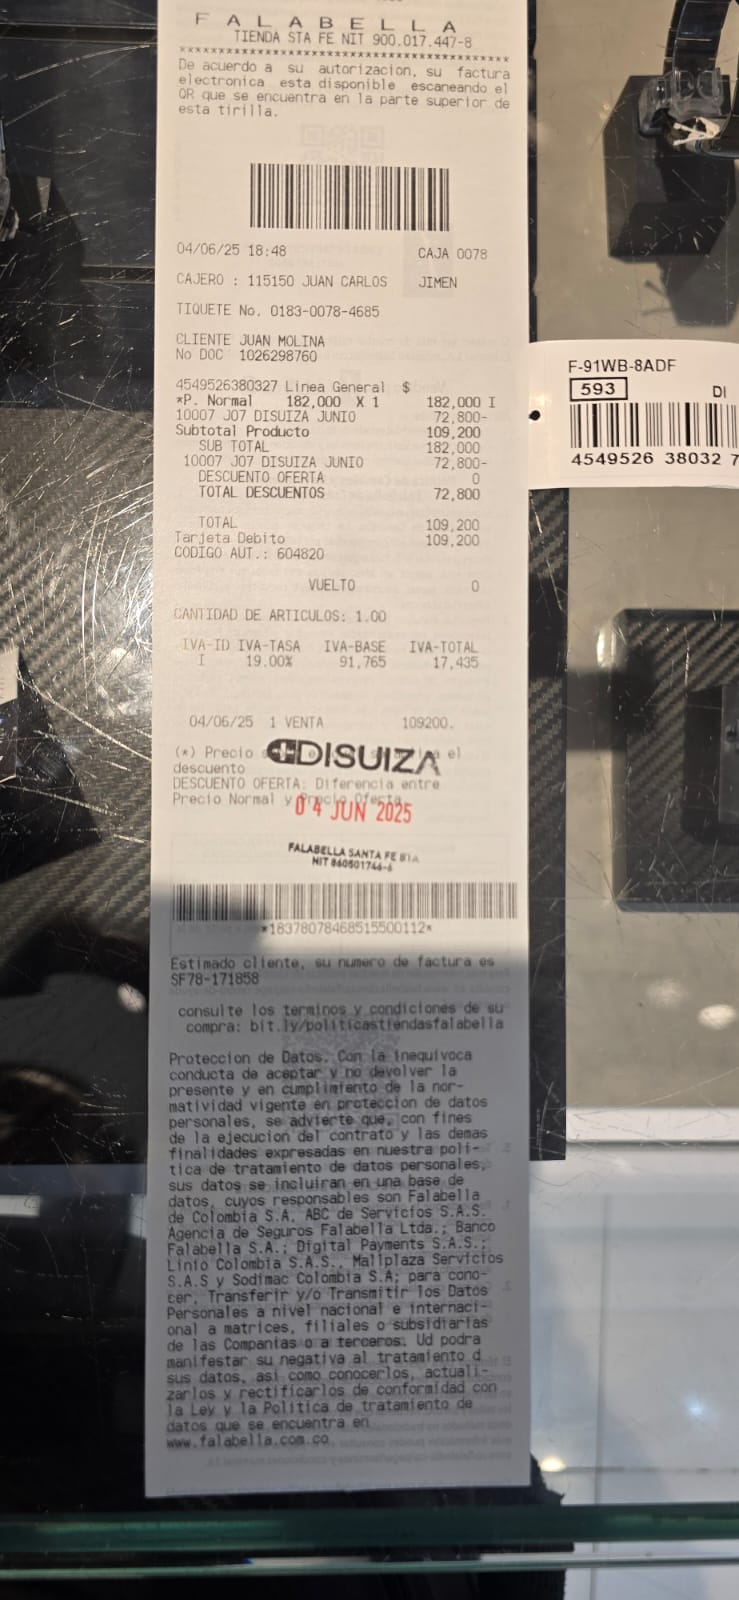 FALABELLA
TIENDA STA FE NIT 900.017.447-8
****************************************************
De acuerdo a su autorizacion, su factura
electronica esta disponible escaneando el
QR que se encuentra en la parte superior de
esta tirilla.
04/06/25 18:48 CAJA 0078
CAJERO : 115150 JUAN CARLOS JIMEN
TIQUETE No. 0183-0078-4685
CLIENTE JUAN MOLINA
No DOC 1026298760
4549526380327 Linea General $
*P. Normal 182,000 X 1 182,000 I
10007 J07 DISUIZA JUNIO 72,800-
Subtotal Producto 109,200
SUB TOTAL 182,000
10007 J07 DISUIZA JUNIO 72,800-
DESCUENTO OFERTA 0
TOTAL DESCUENTOS 72,800
TOTAL 109,200
Tarjeta Debito 109,200
CODIGO AUT.: 604820
VUELTO 0
CANTIDAD DE ARTICULOS: 1.00
IVA-ID IVA-TASA IVA-BASE IVA-TOTAL
I 19.00% 91,765 17,435
04/06/25 1 VENTA 109200.
(*) Precio el
DISUIZA
descuento
DESCUENTO OFERTA: Diferencia entre
Precio Normal y Precio Oferta
04 JUN 2025
FALABELLA SANTA FE BTA
NIT 860501746-6
*18378078468515500112*
Estimado cliente, su numero de factura es
SF78-171858
consulte los terminos y condiciones de su
compra: bit.ly/politicastiendasfalabella
Proteccion de Datos. Con la inequivoca
conducta de aceptar y no devolver la
presente y en cumplimiento de la nor-
matividad vigente en proteccion de datos
personales, se advierte que, con fines
de la ejecucion del contrato y las demas
finalidades expresadas en nuestra poli-
tica de tratamiento de datos personales,
sus datos se incluiran en una base de
datos, cuyos responsables son Falabella
de Colombia S.A, ABC de Servicios S.A.S.
Agencia de Seguros Falabella Ltda.; Banco
Falabella S.A.; Digital Payments S.A.S.;
Linio Colombia S.A.S., Mallplaza Servicios
S.A.S y Sodimac Colombia S.A; para cono-
cer, Transferir y/o Transmitir los Datos
Personales a nivel nacional e internaci-
onal a matrices, filiales o subsidiarias
de las Companias o a terceros. Ud podra
manifestar su negativa al tratamiento d
sus datos, asi como conocerlos, actuali-
zarlos y rectificarlos de conformidad con
la Ley y la Politica de tratamiento de
datos que se encuentra en
www.falabella.com.co
F-91WB-8ADF
593 DI
4549526 38032 7